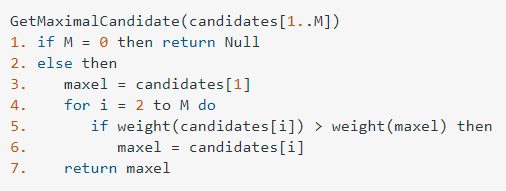 GetMaximalCandidate(candidates[1..M])
1. if M = 0 then return Null
2. else then
3.    maxel = candidates[1]
4.    for i = 2 to M do
5.       if weight(candidates[i]) > weight(maxel) then
6.          maxel = candidates[i]
7.    return maxel